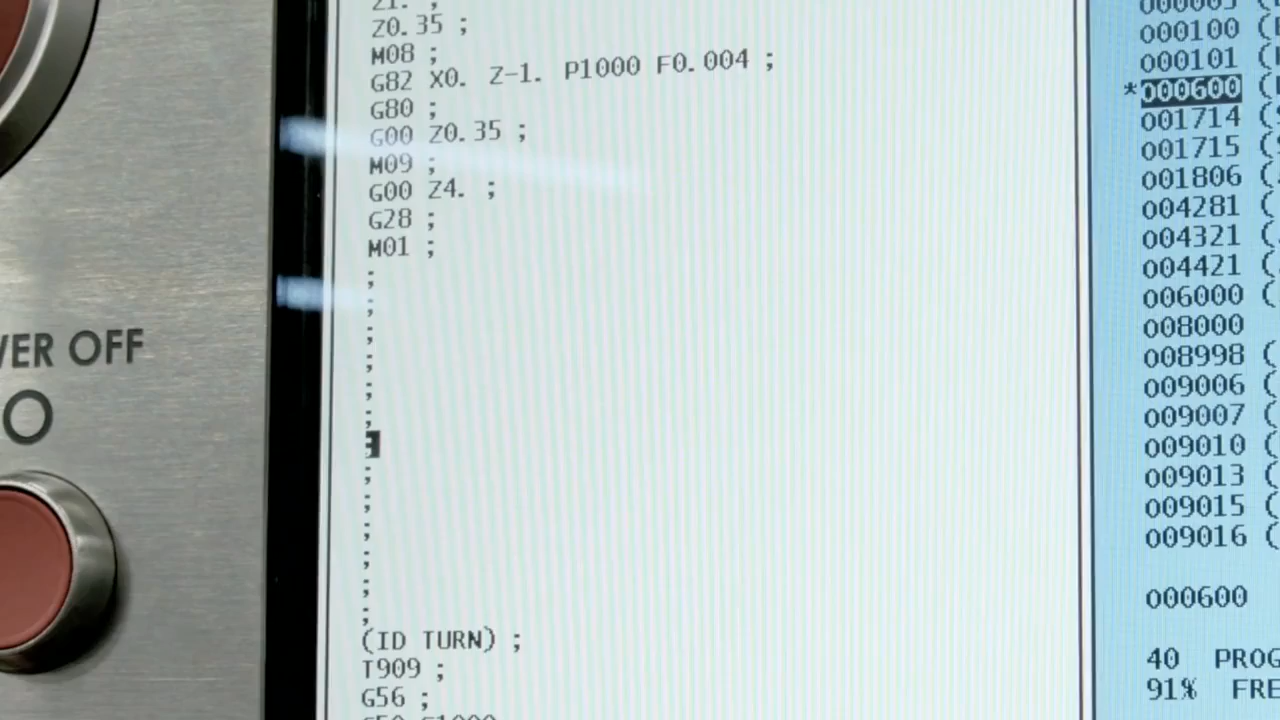 Z1. ;
Z0.35 ;
M08 ;
G82 X0. Z-1. P1000 F0.004 ;
G80 ;
G00 Z0.35 ;
M09 ;
G00 Z4. ;
G28 ;
M01 ;
;
;
;
;
;
;
;
;
;
;
;
;
;
(ID TURN) ;
T909 ;
G56 ;
WER OFF
O00100 (
O00101 (
*O00600 (
O01714 (
O01715 (
O01806 (
O04281 (
O04321 (
O04421 (
O06000 (
O08000
O08998 (
O09006 (
O09007 (
O09010 (
O09013 (
O09015 (
O09016 (
O00600
40 PROG
91% FRE